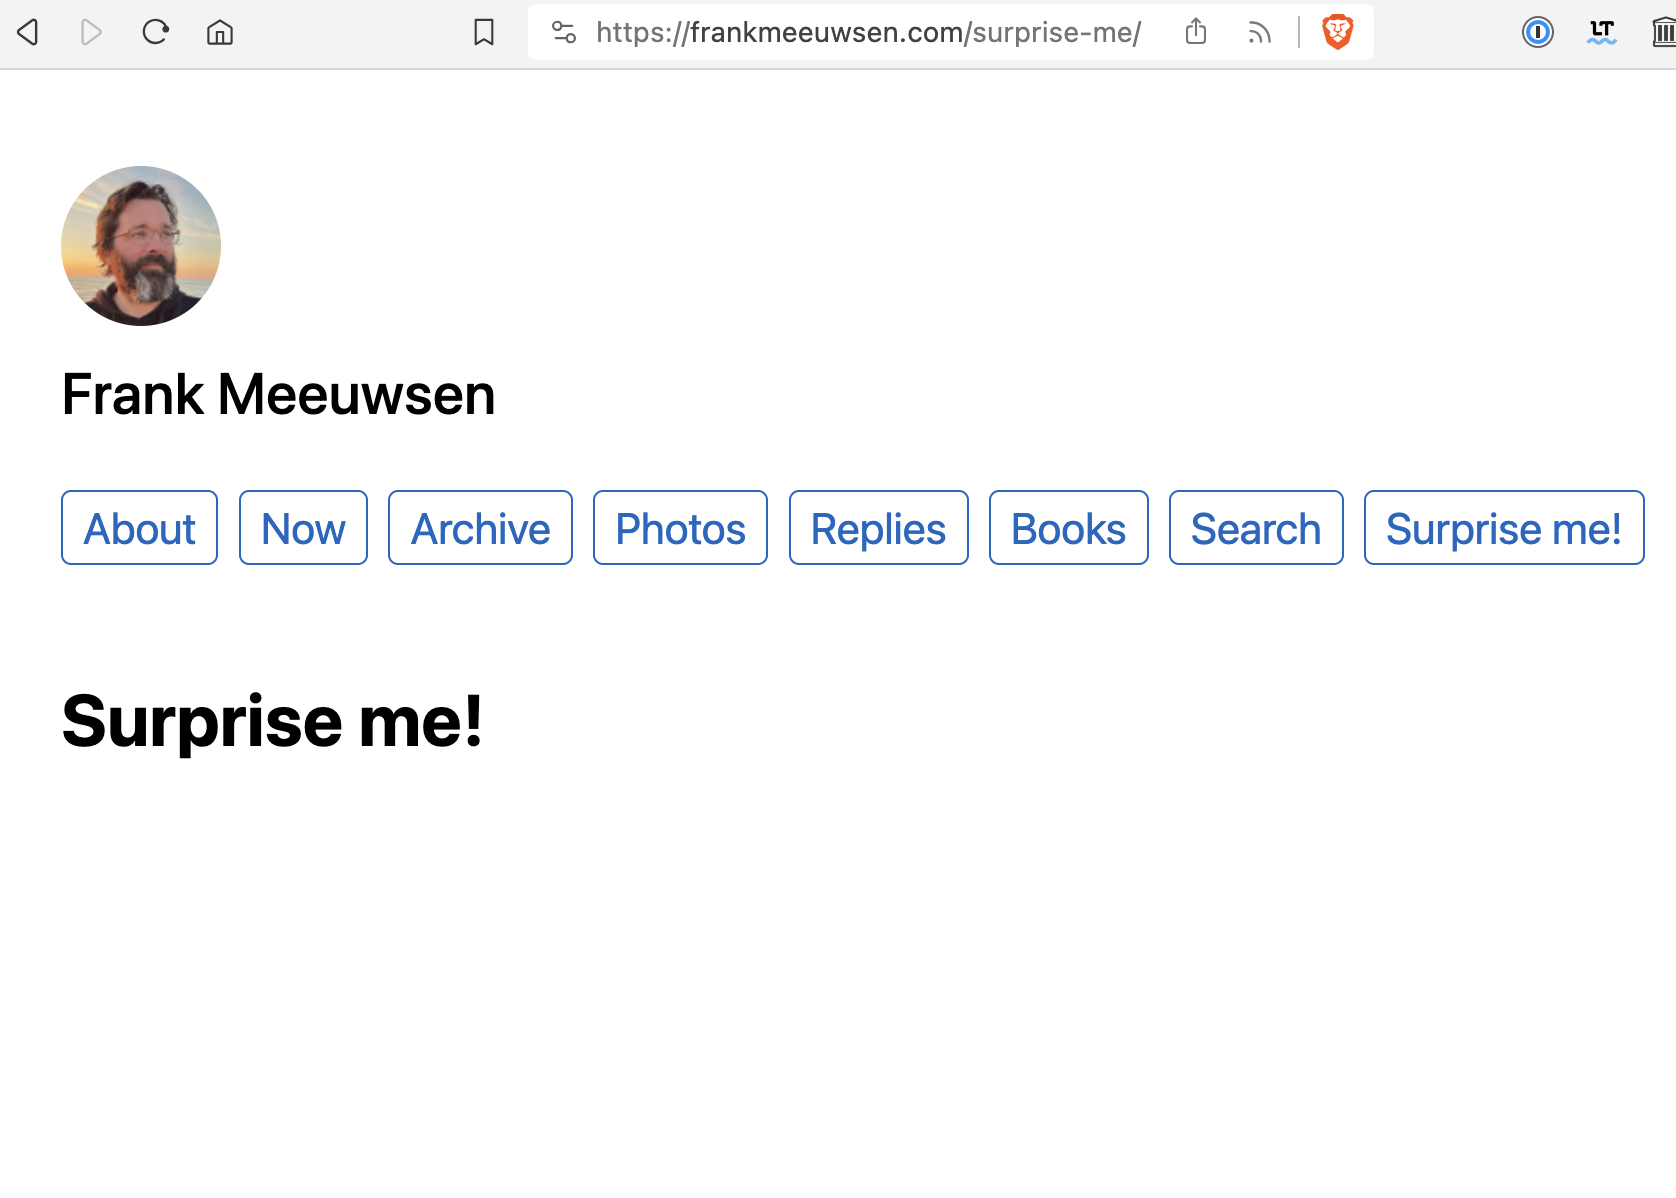 https://frankmeeuwsen.com/surprise-me/
LT
Frank Meeuwsen
About Now Archive Photos Replies Books Search Surprise me!
Surprise me!